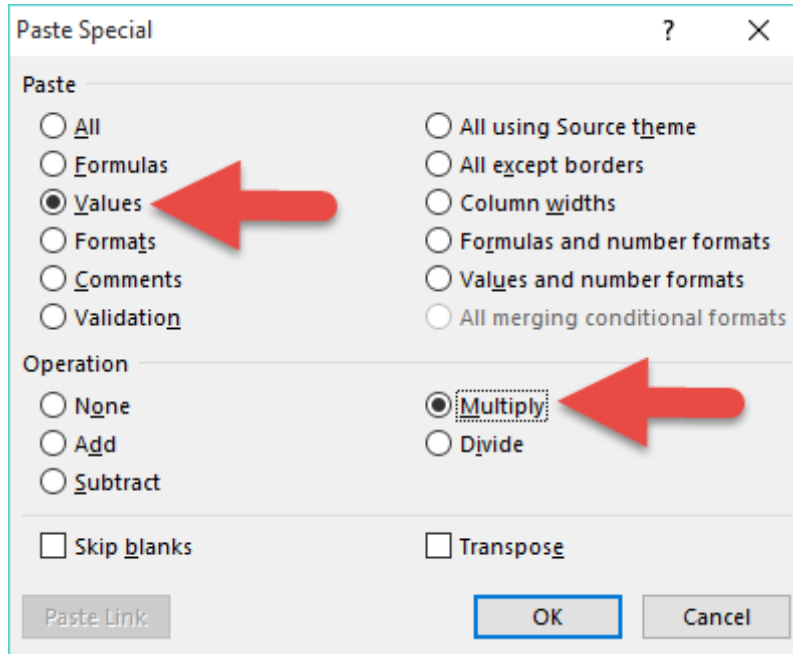 Paste Special ?
Paste
All
All using Source theme
Formulas
All except borders
Values
Column widths
Formats
Formulas and number formats
Comments
Values and number formats
Validation
All merging conditional formats
Operation
None
Multiply
Add
Divide
Subtract
Skip blanks
Transpose
Paste Link
OK
Cancel